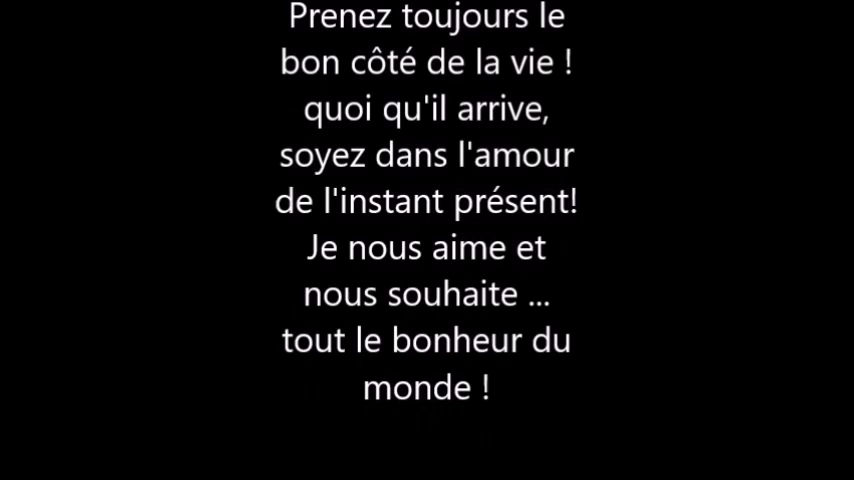 Prenez toujours le
bon côté de la vie !
quoi qu'il arrive,
soyez dans l'amour
de l'instant présent!
Je nous aime et
nous souhaite ...
tout le bonheur du
monde !